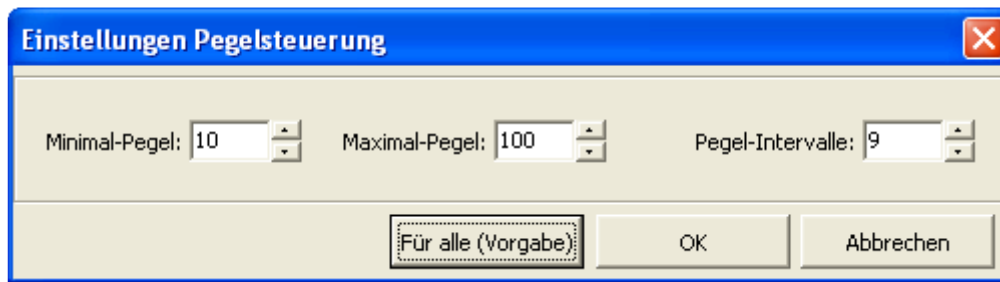 Einstellungen Pegelsteuerung
Minimal-Pegel: 10 Maximal-Pegel: 100 Pegel-Intervalle: 9
Für alle (Vorgabe) OK Abbrechen